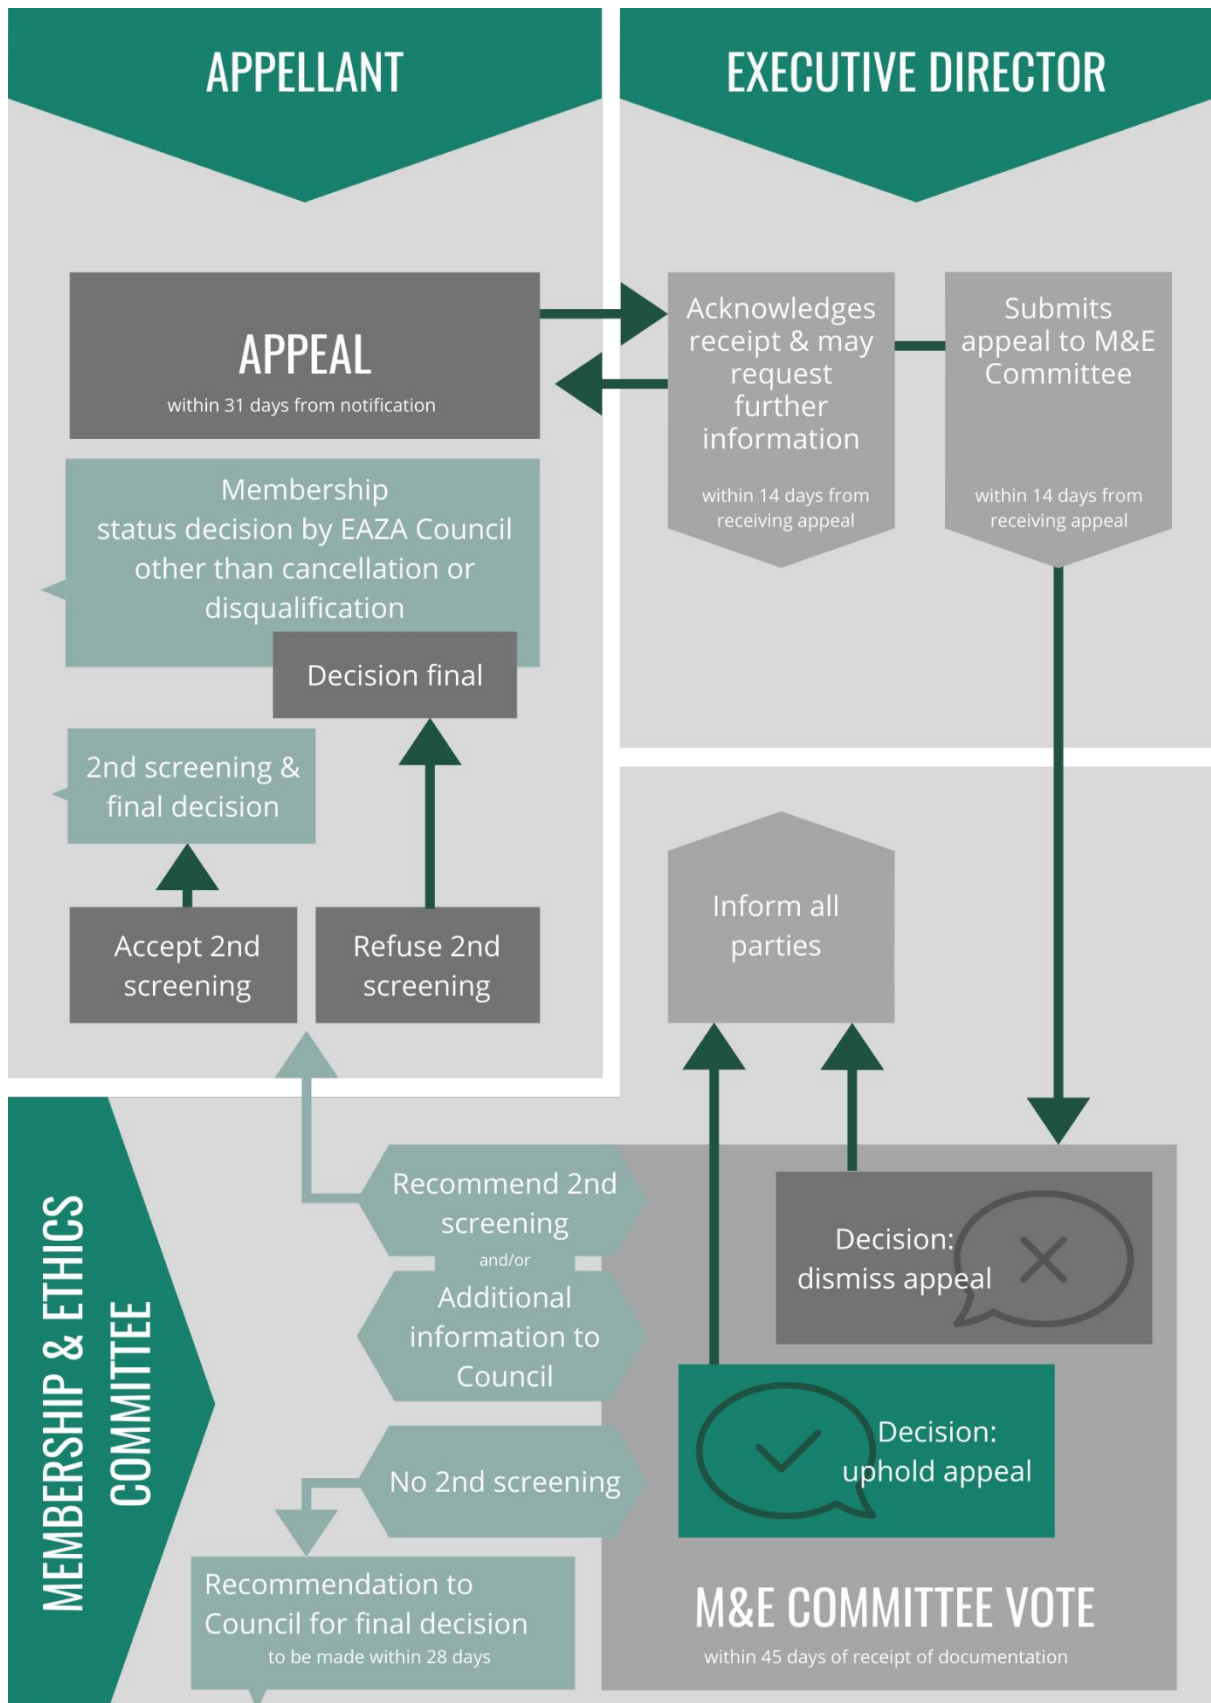 APPELLANT
EXECUTIVE DIRECTOR
APPEAL
within 31 days from notification
Acknowledges
receipt & may
request
further
information
within 14 days from
receiving appeal
Submits
appeal to M&E
Committee
within 14 days from
receiving appeal
Membership
status decision by EAZA Council
other than cancellation or
disqualification
Decision final
2nd screening &
final decision
Accept 2nd
screening
Refuse 2nd
screening
Inform all
parties
MEMBERSHIP & ETHICS
COMMITTEE
Recommend 2nd
screening
and/or
Additional
information to
Council
No 2nd screening
Recommendation to
Council for final decision
to be made within 28 days
Decision:
dismiss appeal
Decision:
uphold appeal
M&E COMMITTEE VOTE
within 45 days of receipt of documentation